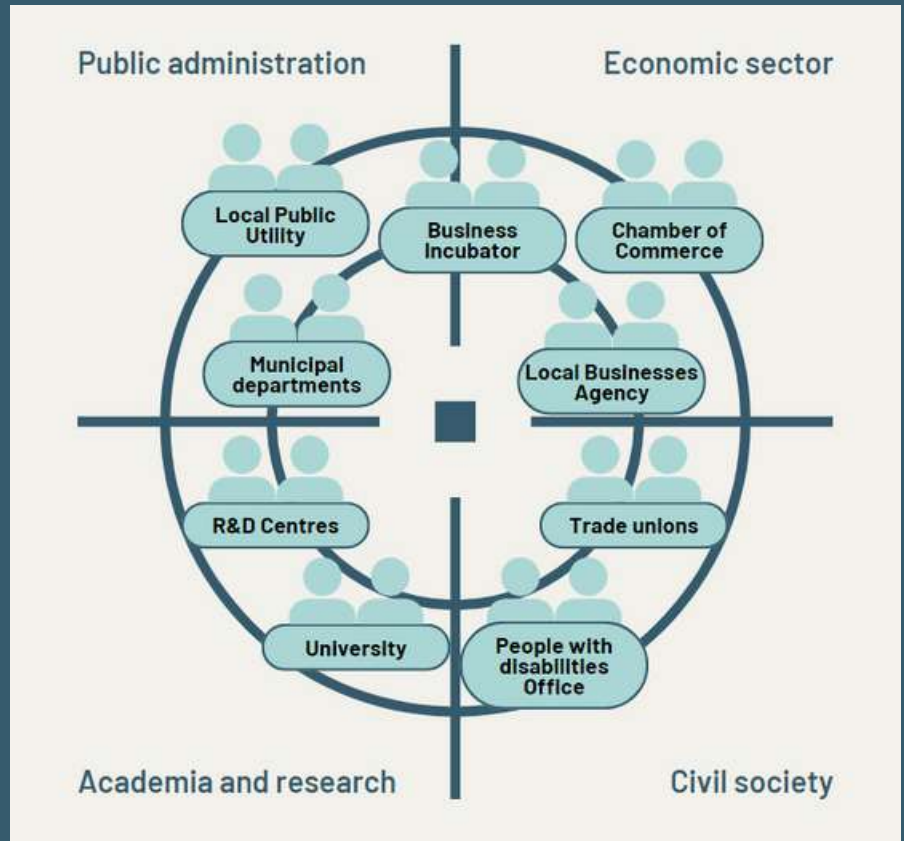 Public administration
Economic sector
Local Public
Utility
Business
Incubator
Chamber of
Commerce
Municipal
departments
Local Businesses
Agency
R&D Centres
Trade unions
University
People with
disabilities
Office
Academia and research
Civil society